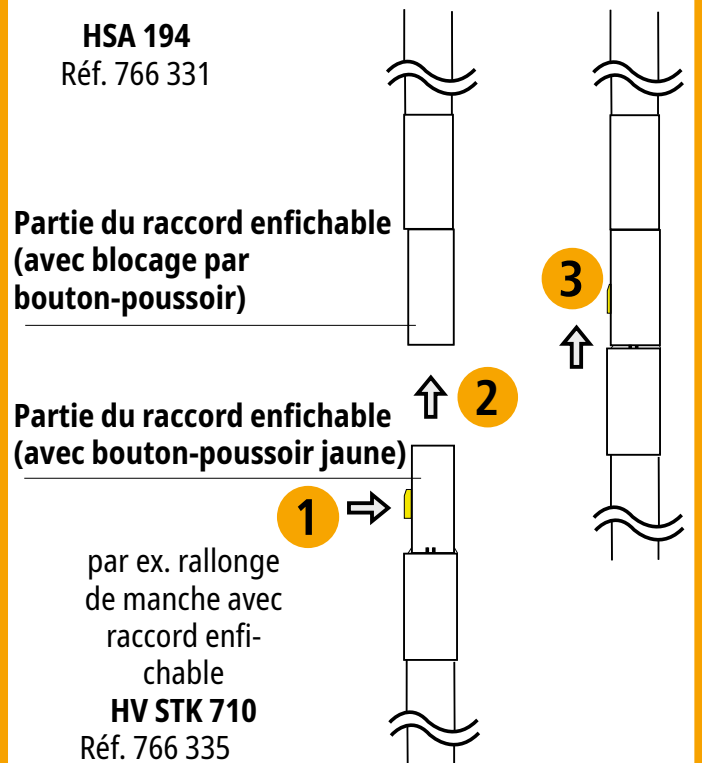 HSA 194
Réf. 766 331
Partie du raccord enfichable
(avec blocage par
bouton-poussoir)
3
2
Partie du raccord enfichable
(avec bouton-poussoir jaune)
1
par ex. rallonge
de manche avec
raccord enfi-
chable
HV STK 710
Réf. 766 335